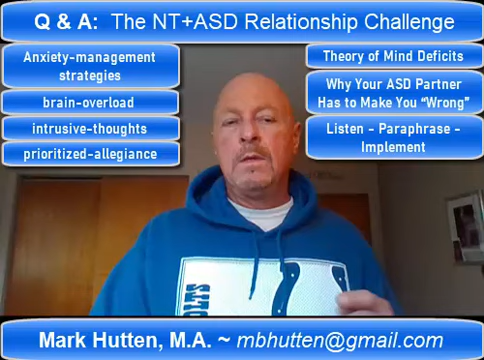 Q & A: The NT+ASD Relationship Challenge
Anxiety-management
strategies
brain-overload
intrusive-thoughts
prioritized-allegiance
Theory of Mind Deficits
Why Your ASD Partner
Has to Make You “Wrong”
Listen – Paraphrase –
Implement
OLTS
Mark Hutten, M.A. ~ mbhutten@gmail.com